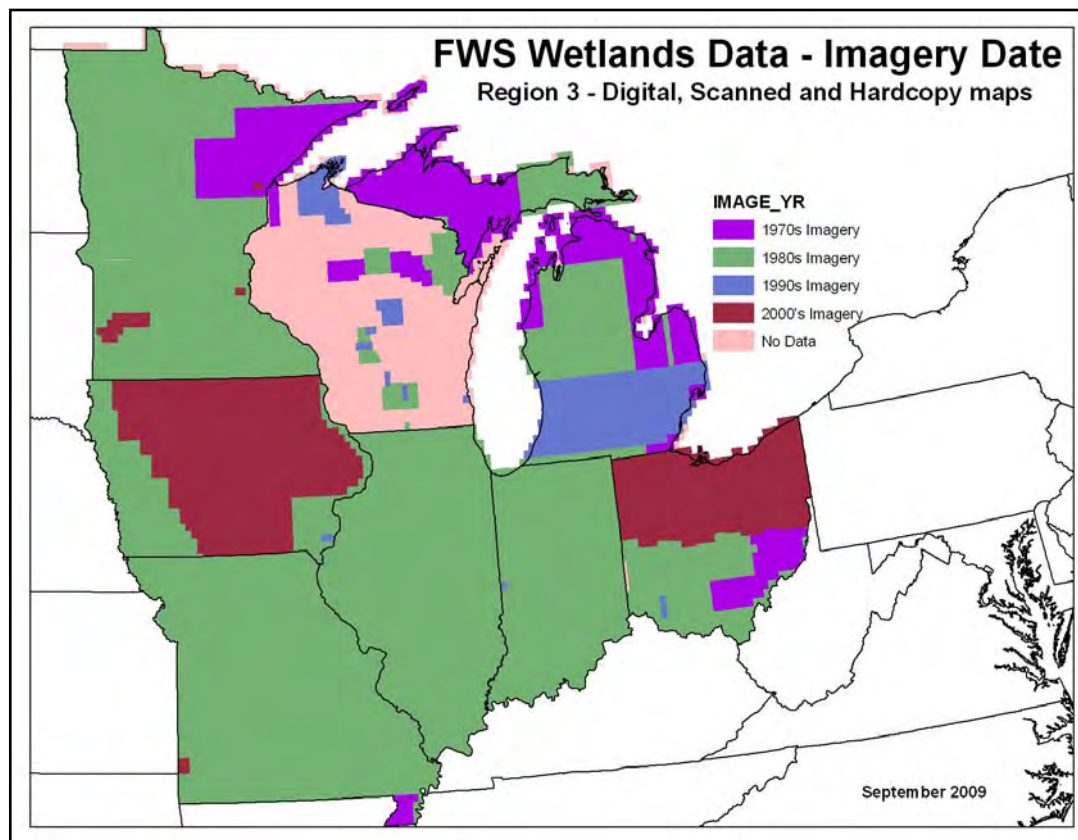 FWS Wetlands Data - Imagery Date
Region 3 - Digital, Scanned and Hardcopy maps
IMAGE_YR
1970s Imagery
1980s Imagery
1990s Imagery
2000's Imagery
No Data
September 2009